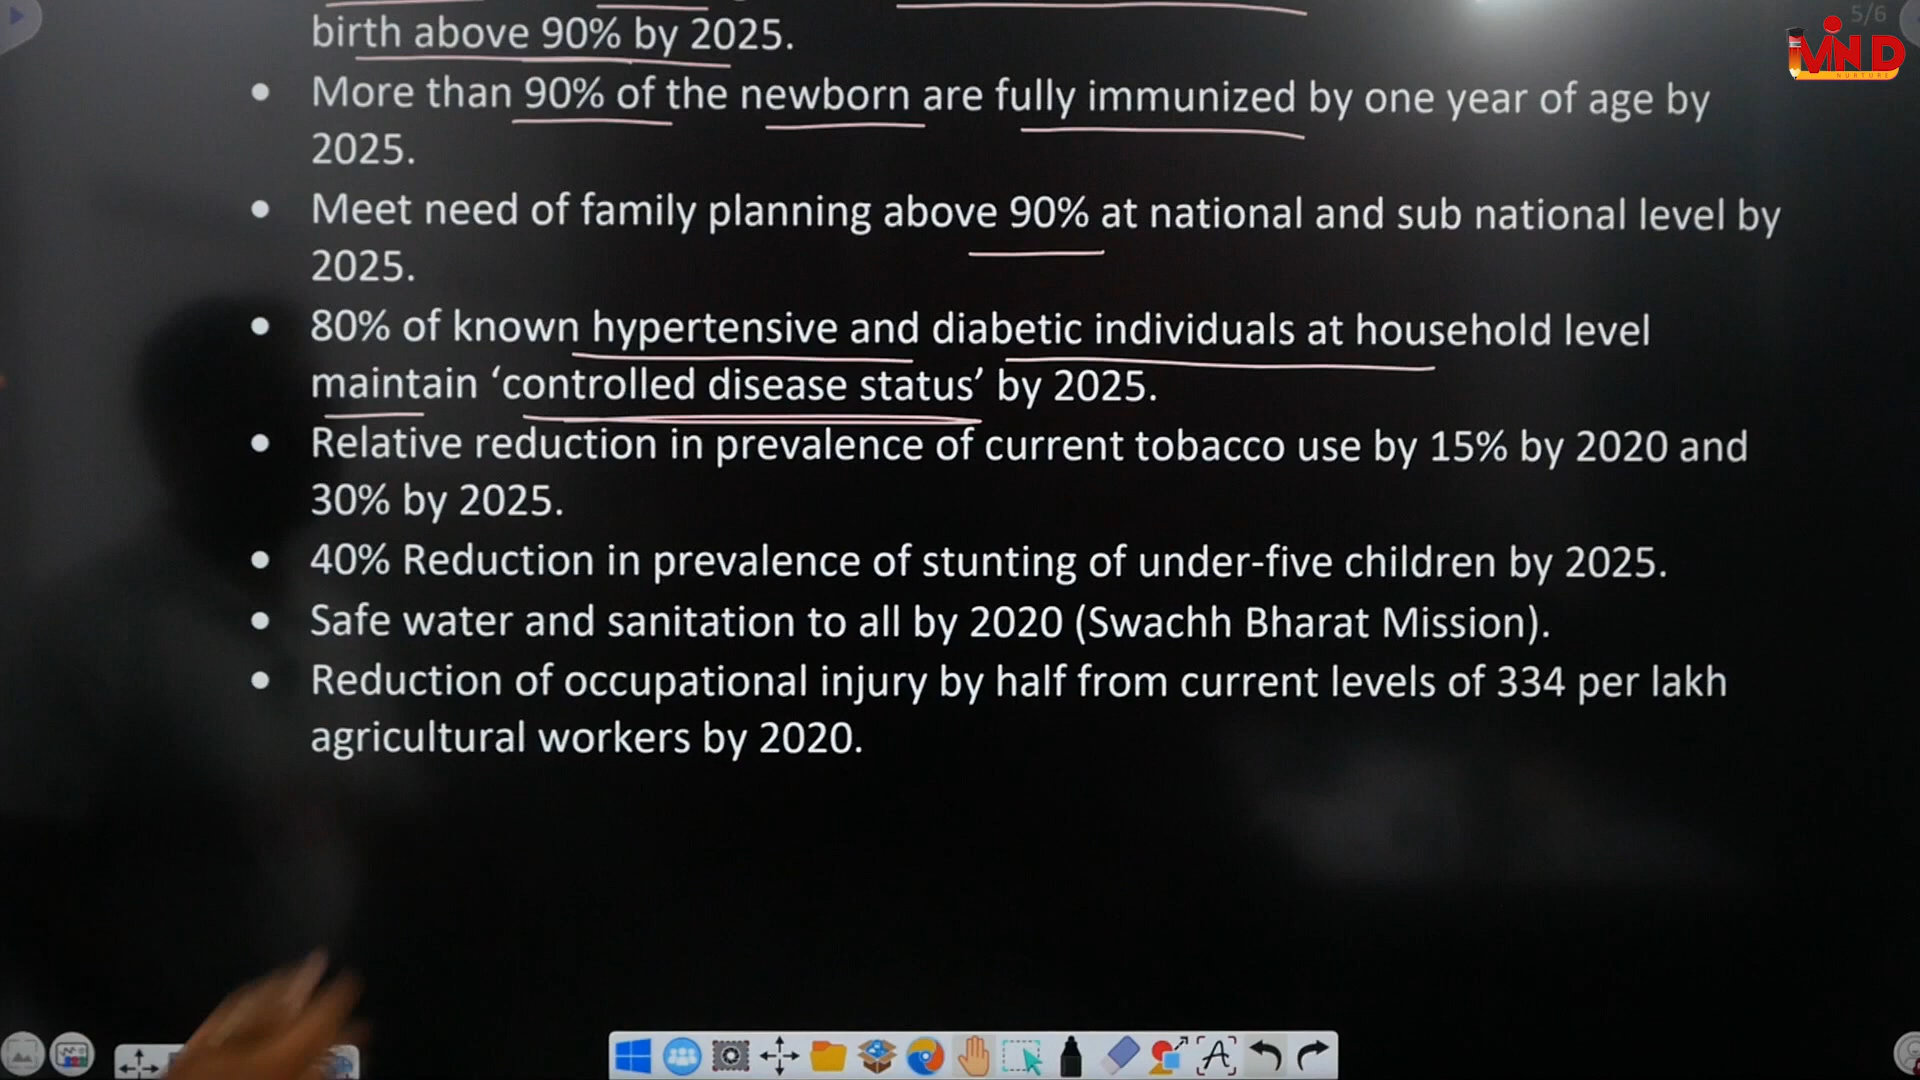 5/6
MIND
NURTURE
birth above 90% by 2025.
• More than 90% of the newborn are fully immunized by one year of age by
2025.
• Meet need of family planning above 90% at national and sub national level by
2025.
• 80% of known hypertensive and diabetic individuals at household level
maintain ‘controlled disease status’ by 2025.
• Relative reduction in prevalence of current tobacco use by 15% by 2020 and
30% by 2025.
• 40% Reduction in prevalence of stunting of under-five children by 2025.
• Safe water and sanitation to all by 2020 (Swachh Bharat Mission).
• Reduction of occupational injury by half from current levels of 334 per lakh
agricultural workers by 2020.